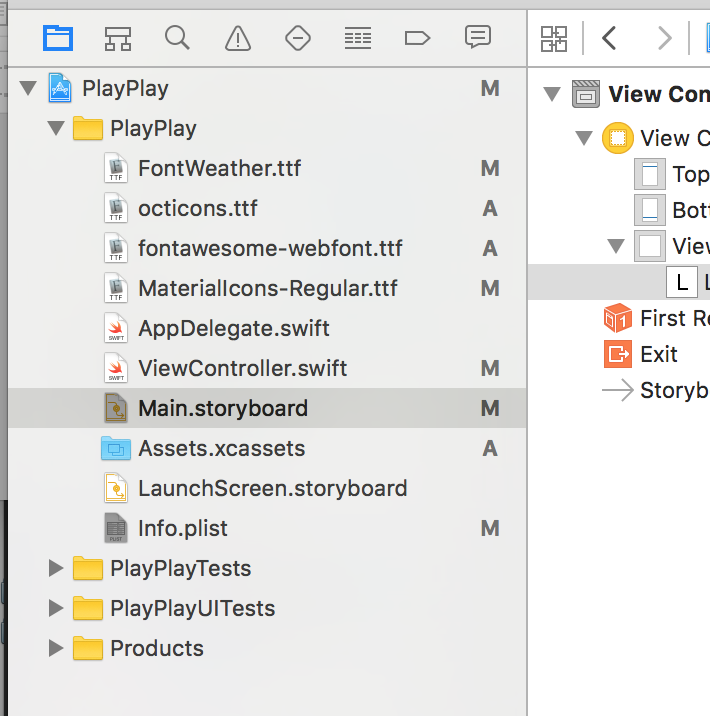 PlayPlay M
PlayPlay
FontWeather.ttf M
octicons.ttf A
fontawesome-webfont.ttf A
MaterialIcons-Regular.ttf M
AppDelegate.swift
ViewController.swift M
Main.storyboard M
Assets.xcassets A
LaunchScreen.storyboard
Info.plist M
PlayPlayTests
PlayPlayUITests
Products
View Con
View C
Top
Bott
View
L L
First Re
Exit
Storyb